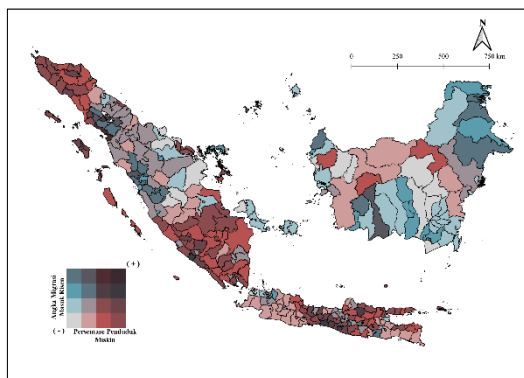 N
0 250 500 750 km
(+)
Angka Migrasi
Masuk Risen
(-) Persentase Penduduk
Miskin